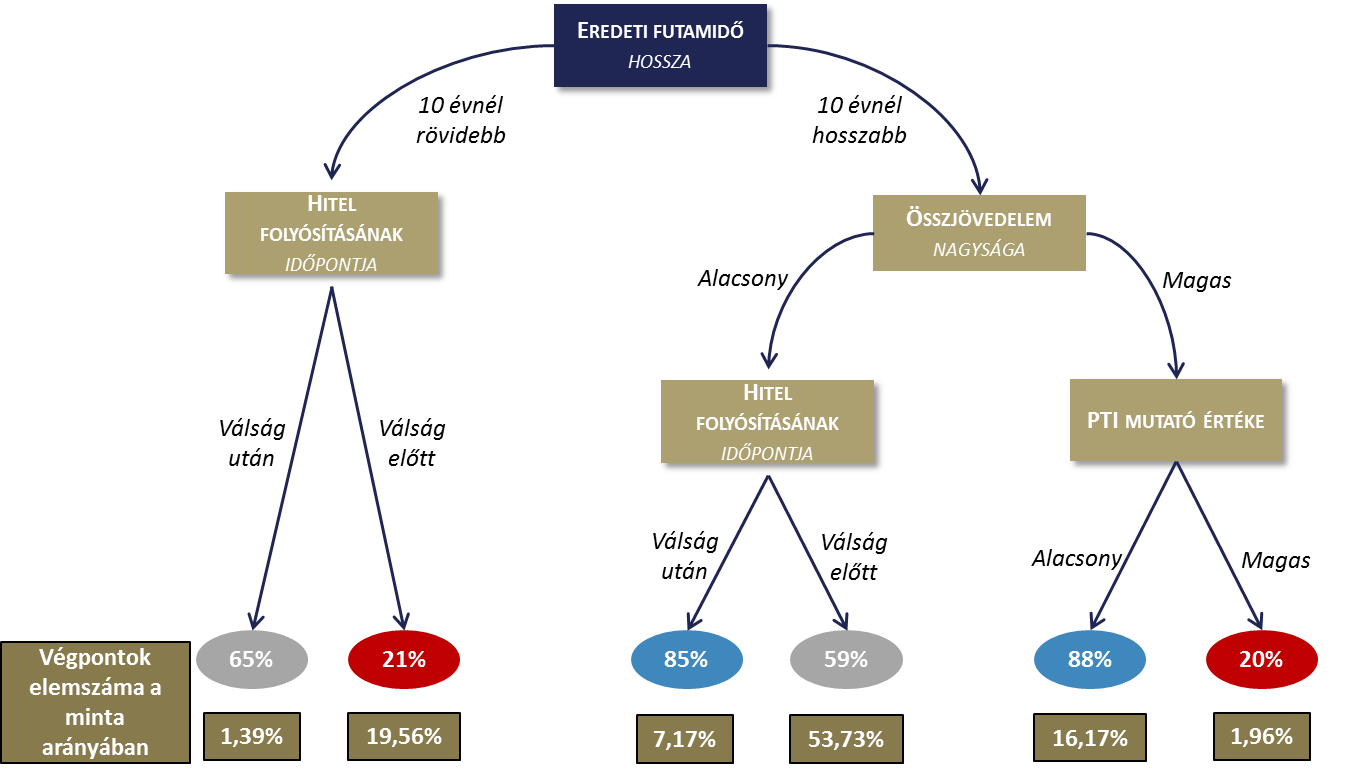 EREDETI FUTAMIDŐ
HOSSZA
10 évnél
rövidebb
10 évnél
hosszabb
HITEL
FOLYÓSÍTÁSÁNAK
IDŐPONTJA
ÖSSZJÖVEDELEM
NAGYSÁGA
Alacsony
Magas
HITEL
FOLYÓSÍTÁSÁNAK
IDŐPONTJA
PTI MUTATÓ ÉRTÉKE
Válság
után
Válság
előtt
Válság
után
Válság
előtt
Alacsony
Magas
65%
21%
85%
59%
88%
20%
Végpontok
elemszáma a
minta
arányában
1,39%
19,56%
7,17%
53,73%
16,17%
1,96%